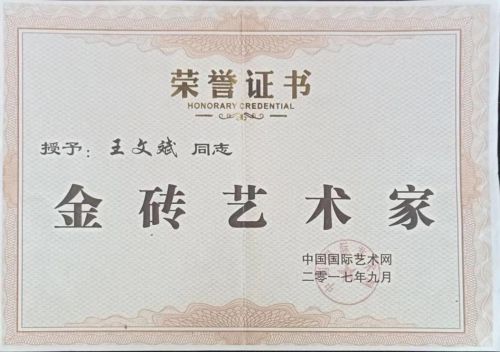 荣誉证书
HONORARY CREDENTIAL
授予：王文斌 同志
金砖艺术家
中国国际艺术网
二零一七年九月